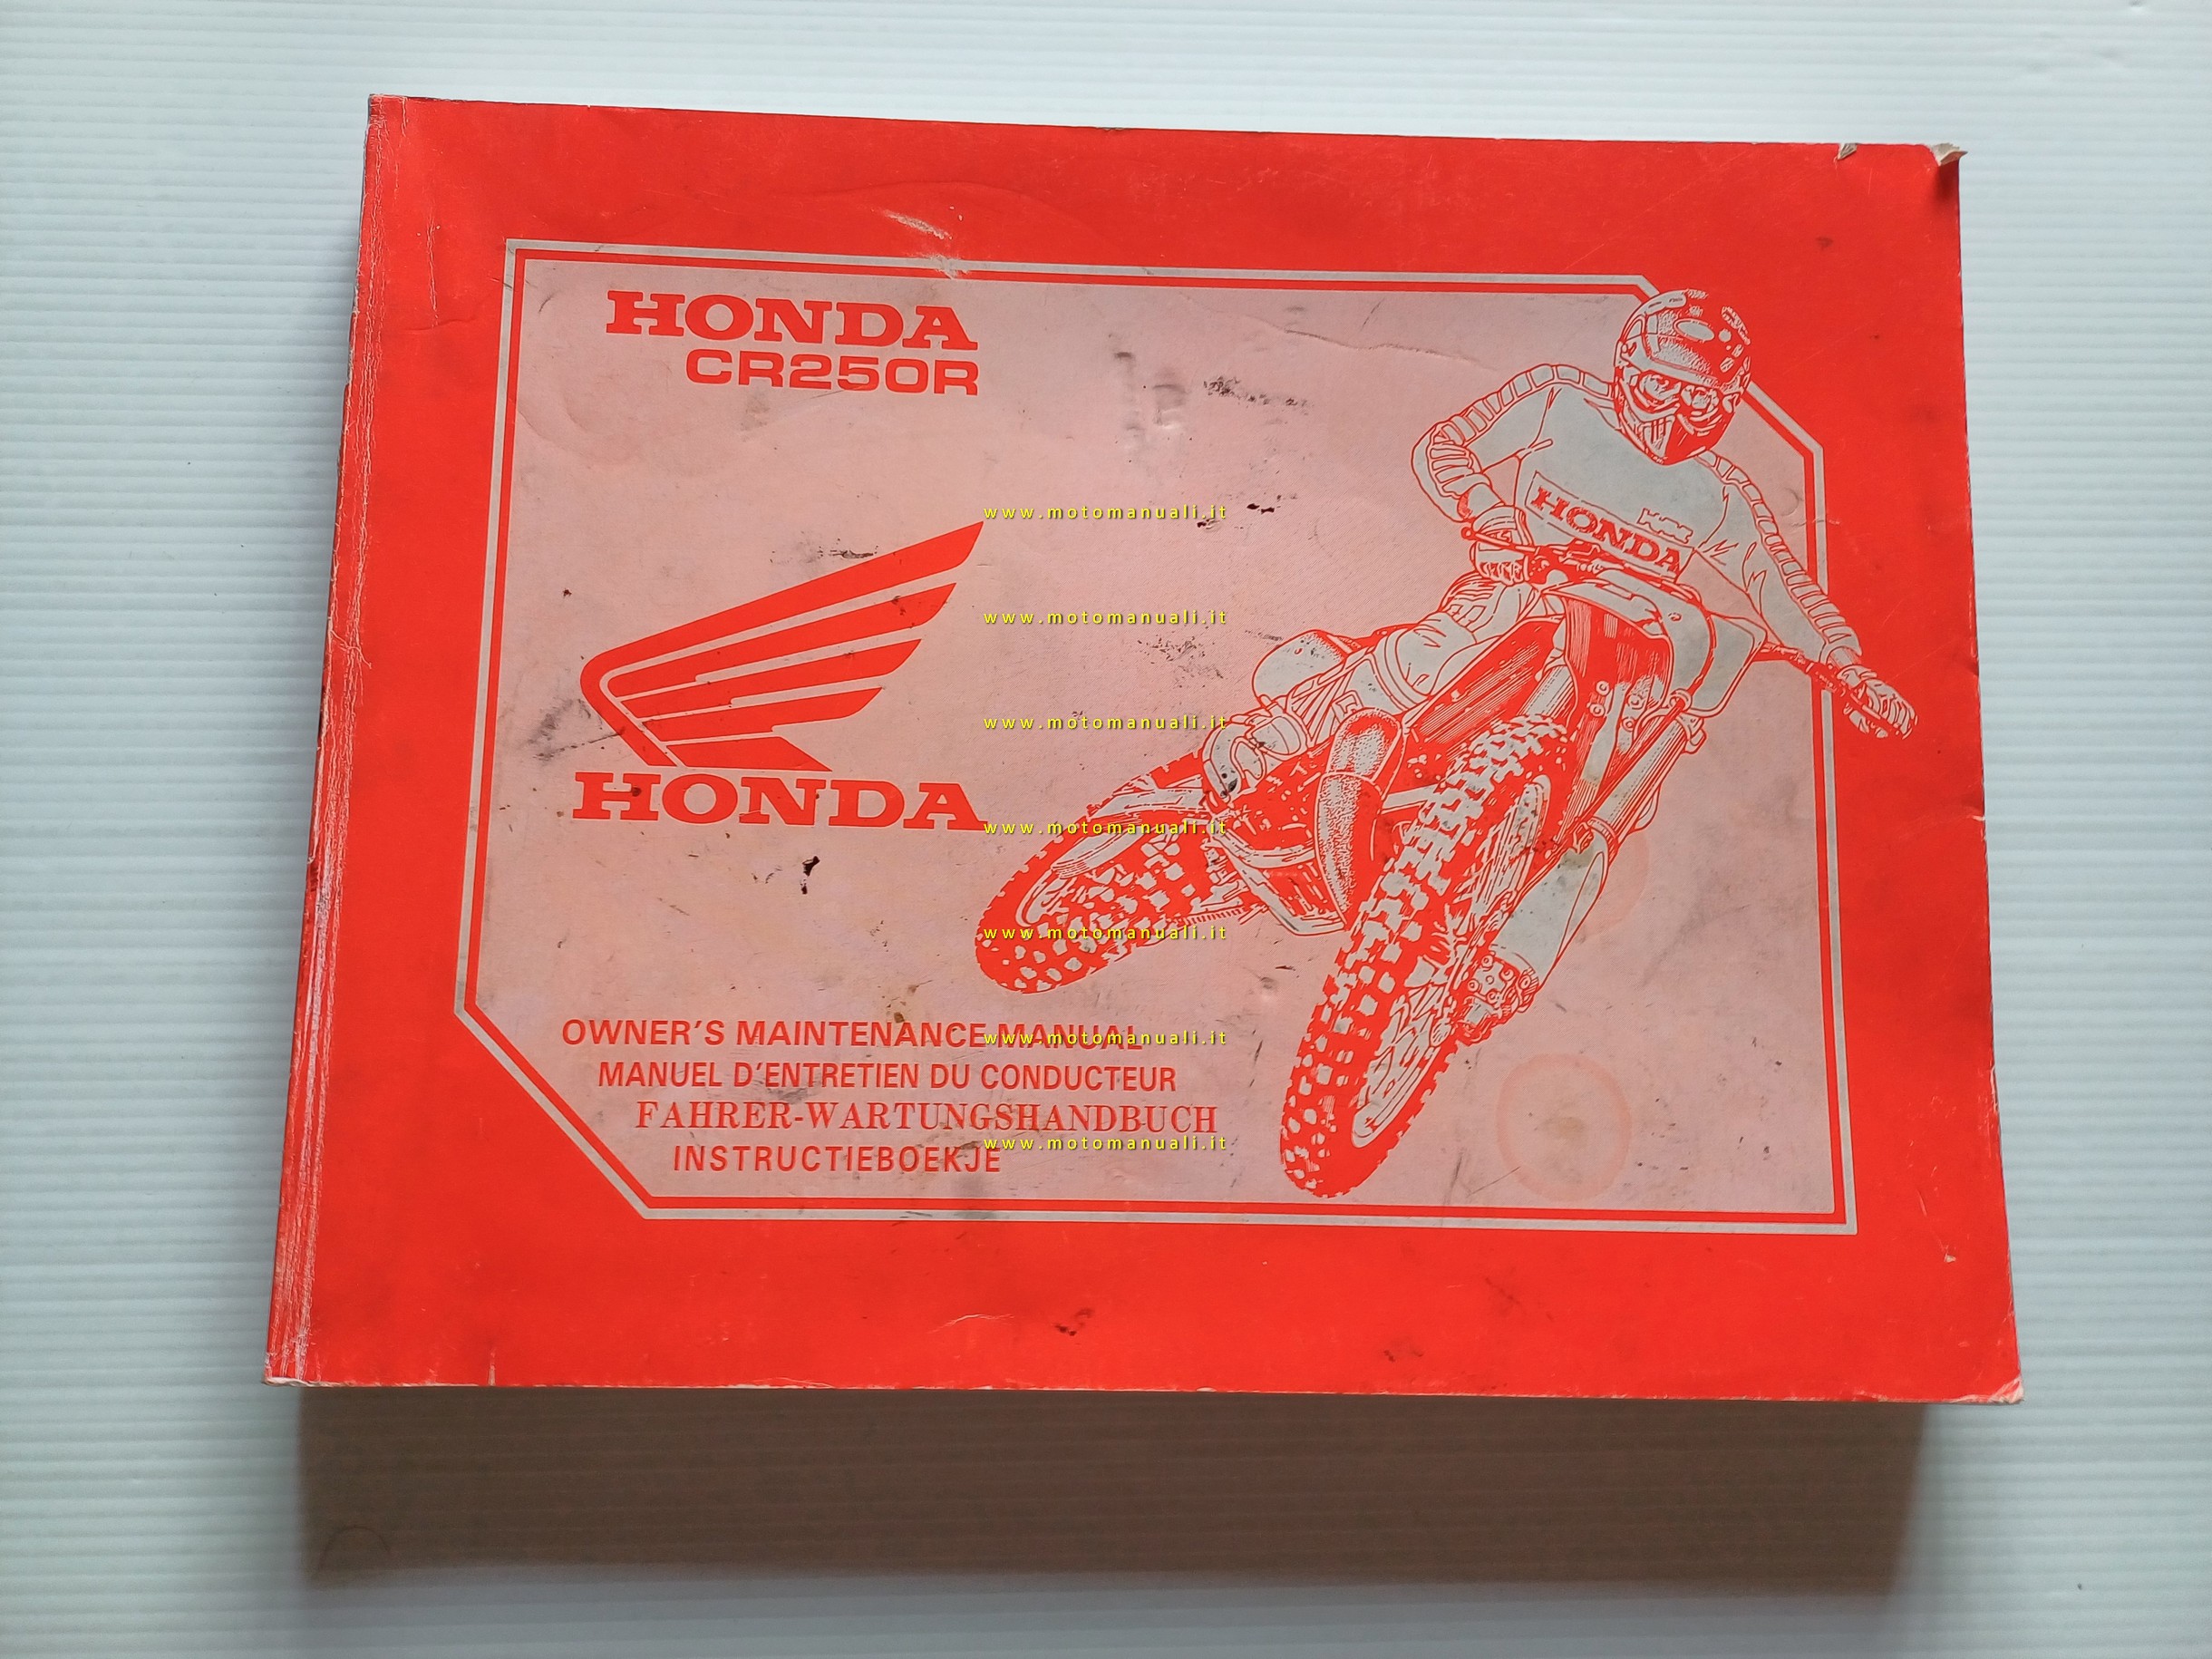 HONDA
CR250R
HONDA
www.motomanuali.it
www.motomanuali.it
www.motomanuali.it
HONDA
www.motomanuali.it
www.motomanuali.it
OWNER'S MAINTENANCE MANUAL
www.motomanuali.it
MANUEL D'ENTRETIEN DU CONDUCTEUR
FAHRER-WARTUNGSHANDBUCH
www.motomanuali.it
INSTRUCTIEBOEKJE